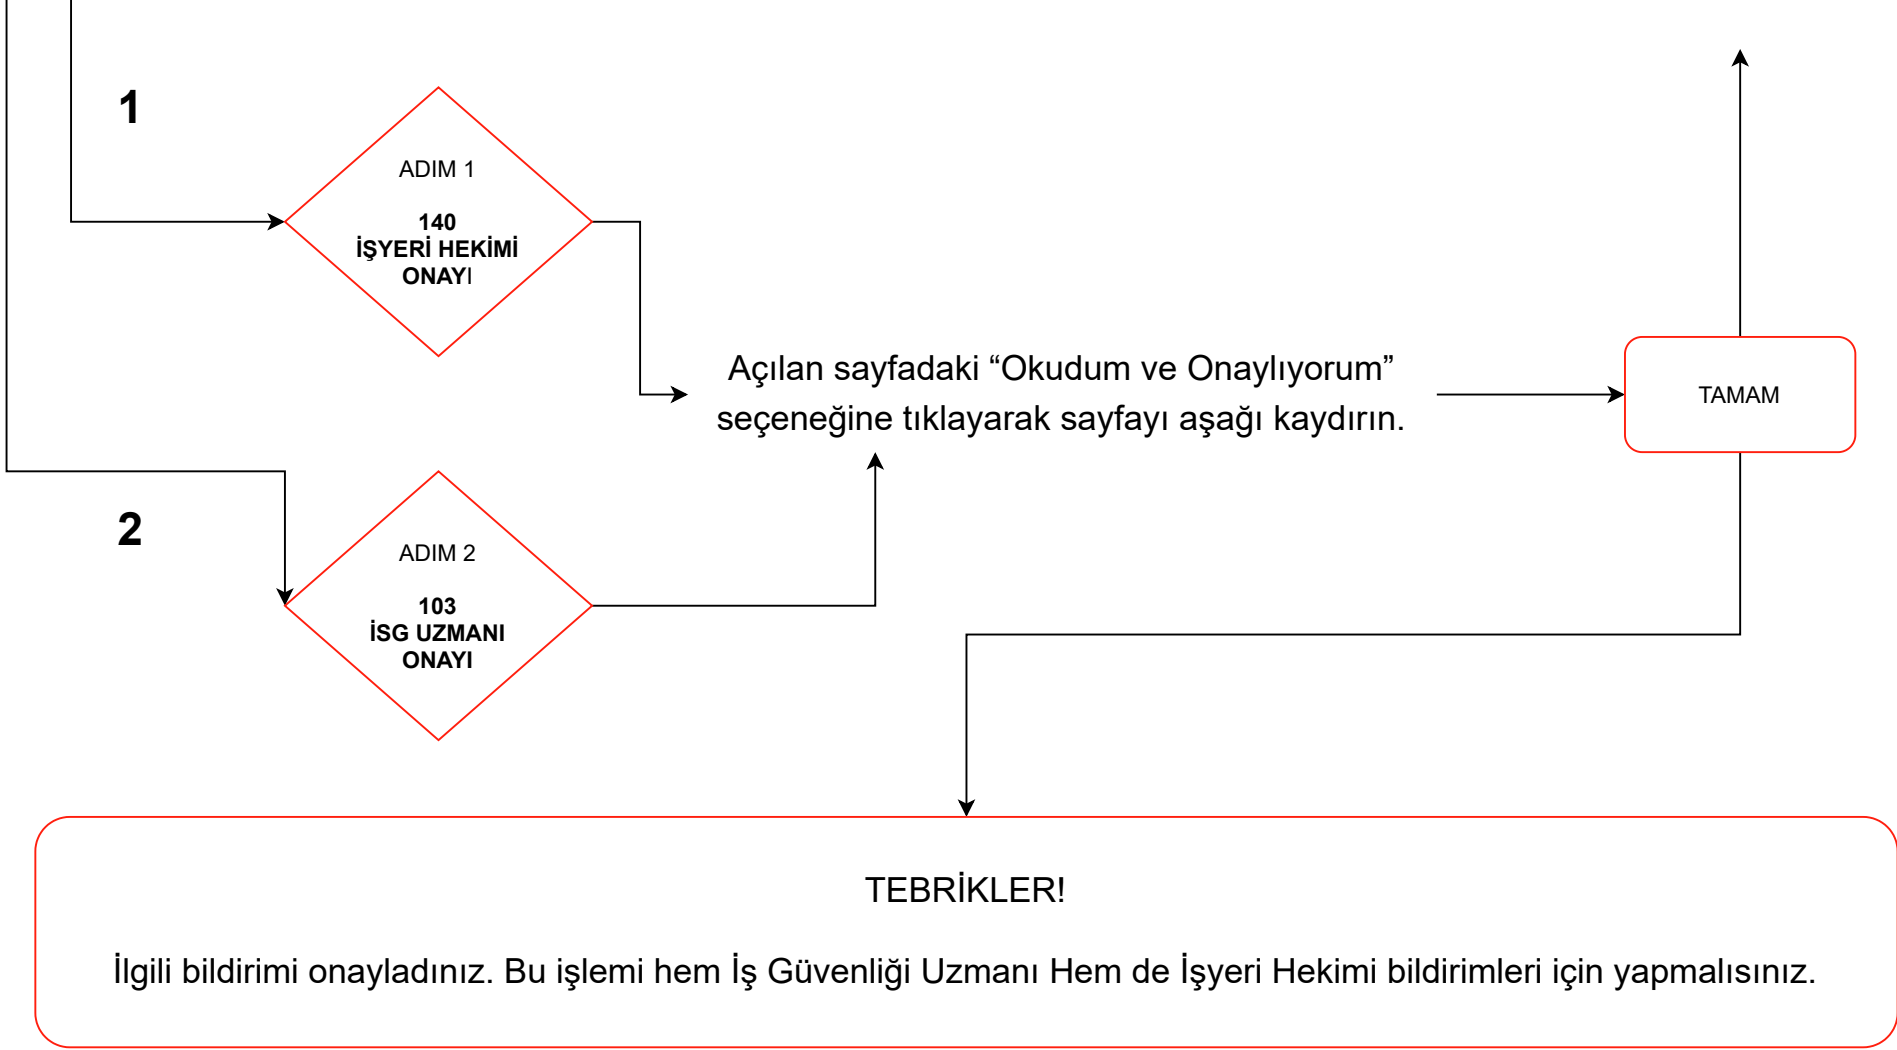 1
ADIM 1
140
İŞYERİ HEKİMİ
ONAYI
Açılan sayfadaki “Okudum ve Onaylıyorum”
seçeneğine tıklayarak sayfayı aşağı kaydırın.
TAMAM
2
ADIM 2
103
İSG UZMANI
ONAYI
TEBRİKLER!
İlgili bildirimi onayladınız. Bu işlemi hem İş Güvenliği Uzmanı Hem de İşyeri Hekimi bildirimleri için yapmalısınız.